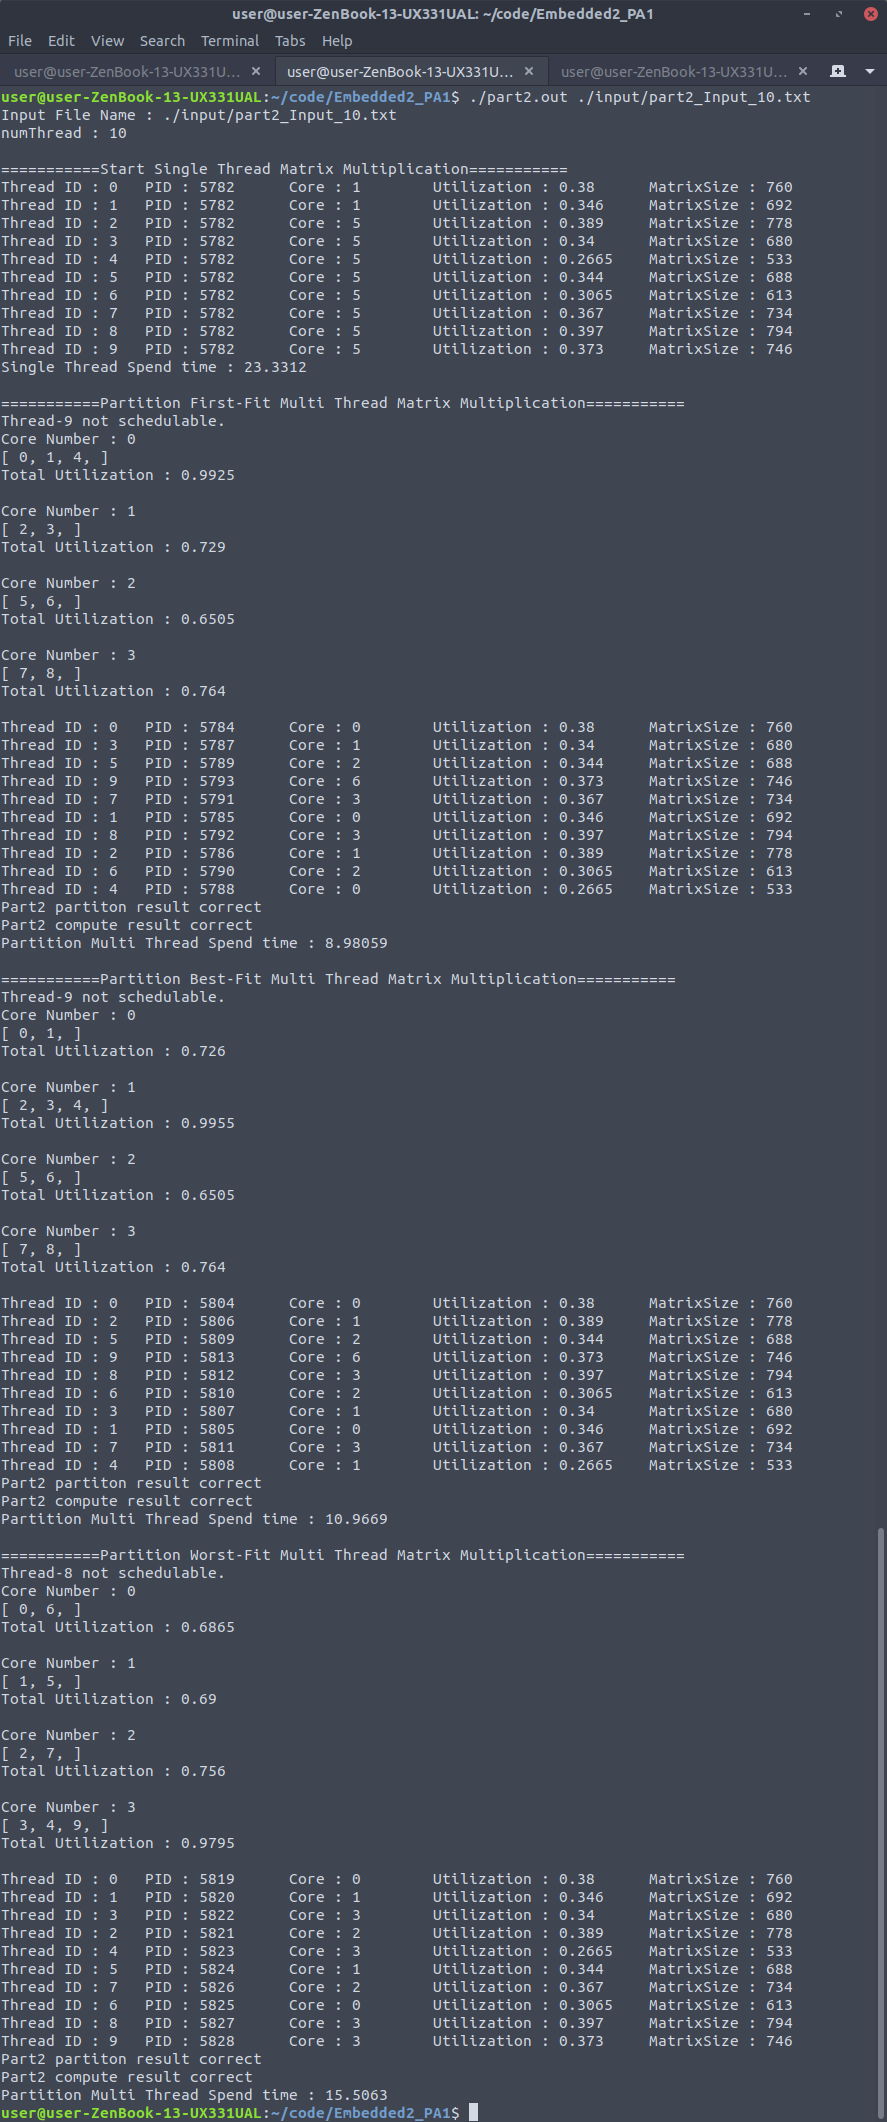 user@user-ZenBook-13-UX331UAL: ~/code/Embedded2_PA1
File Edit View Search Terminal Tabs Help
user@user-ZenBook-13-UX331U... × user@user-ZenBook-13-UX331U... × user@user-ZenBook-13-UX331U... ×
user@user-ZenBook-13-UX331UAL:~/code/Embedded2_PA1$ ./part2.out ./input/part2_Input_10.txt
Input File Name : ./input/part2_Input_10.txt
numThread : 10
===========Start Single Thread Matrix Multiplication===========
Thread ID : 0 PID : 5782 Core : 1 Utilization : 0.38 MatrixSize : 760
Thread ID : 1 PID : 5782 Core : 1 Utilization : 0.346 MatrixSize : 692
Thread ID : 2 PID : 5782 Core : 5 Utilization : 0.389 MatrixSize : 778
Thread ID : 3 PID : 5782 Core : 5 Utilization : 0.34 MatrixSize : 680
Thread ID : 4 PID : 5782 Core : 5 Utilization : 0.2665 MatrixSize : 533
Thread ID : 5 PID : 5782 Core : 5 Utilization : 0.344 MatrixSize : 688
Thread ID : 6 PID : 5782 Core : 5 Utilization : 0.3065 MatrixSize : 613
Thread ID : 7 PID : 5782 Core : 5 Utilization : 0.367 MatrixSize : 734
Thread ID : 8 PID : 5782 Core : 5 Utilization : 0.397 MatrixSize : 794
Thread ID : 9 PID : 5782 Core : 5 Utilization : 0.373 MatrixSize : 746
Single Thread Spend time : 23.3312
===========Partition First-Fit Multi Thread Matrix Multiplication===========
Thread-9 not schedulable.
Core Number : 0
[ 0, 1, 4, ]
Total Utilization : 0.9925
Core Number : 1
[ 2, 3, ]
Total Utilization : 0.729
Core Number : 2
[ 5, 6, ]
Total Utilization : 0.6505
Core Number : 3
[ 7, 8, ]
Total Utilization : 0.764
Thread ID : 0 PID : 5784 Core : 0 Utilization : 0.38 MatrixSize : 760
Thread ID : 3 PID : 5787 Core : 1 Utilization : 0.34 MatrixSize : 680
Thread ID : 5 PID : 5789 Core : 2 Utilization : 0.344 MatrixSize : 688
Thread ID : 9 PID : 5793 Core : 6 Utilization : 0.373 MatrixSize : 746
Thread ID : 7 PID : 5791 Core : 3 Utilization : 0.367 MatrixSize : 734
Thread ID : 1 PID : 5785 Core : 0 Utilization : 0.346 MatrixSize : 692
Thread ID : 8 PID : 5792 Core : 3 Utilization : 0.397 MatrixSize : 794
Thread ID : 2 PID : 5786 Core : 1 Utilization : 0.389 MatrixSize : 778
Thread ID : 6 PID : 5790 Core : 2 Utilization : 0.3065 MatrixSize : 613
Thread ID : 4 PID : 5788 Core : 0 Utilization : 0.2665 MatrixSize : 533
Part2 partiton result correct
Part2 compute result correct
Partition Multi Thread Spend time : 8.98059
===========Partition Best-Fit Multi Thread Matrix Multiplication===========
Thread-9 not schedulable.
Core Number : 0
[ 0, 1, ]
Total Utilization : 0.726
Core Number : 1
[ 2, 3, 4, ]
Total Utilization : 0.9955
Core Number : 2
[ 5, 6, ]
Total Utilization : 0.6505
Core Number : 3
[ 7, 8, ]
Total Utilization : 0.764
Thread ID : 0 PID : 5804 Core : 0 Utilization : 0.38 MatrixSize : 760
Thread ID : 2 PID : 5806 Core : 1 Utilization : 0.389 MatrixSize : 778
Thread ID : 5 PID : 5809 Core : 2 Utilization : 0.344 MatrixSize : 688
Thread ID : 9 PID : 5813 Core : 6 Utilization : 0.373 MatrixSize : 746
Thread ID : 8 PID : 5812 Core : 3 Utilization : 0.397 MatrixSize : 794
Thread ID : 6 PID : 5810 Core : 2 Utilization : 0.3065 MatrixSize : 613
Thread ID : 3 PID : 5807 Core : 1 Utilization : 0.34 MatrixSize : 680
Thread ID : 1 PID : 5805 Core : 0 Utilization : 0.346 MatrixSize : 692
Thread ID : 7 PID : 5811 Core : 3 Utilization : 0.367 MatrixSize : 734
Thread ID : 4 PID : 5808 Core : 1 Utilization : 0.2665 MatrixSize : 533
Part2 partiton result correct
Part2 compute result correct
Partition Multi Thread Spend time : 10.9669
===========Partition Worst-Fit Multi Thread Matrix Multiplication===========
Thread-8 not schedulable.
Core Number : 0
[ 0, 6, ]
Total Utilization : 0.6865
Core Number : 1
[ 1, 5, ]
Total Utilization : 0.69
Core Number : 2
[ 2, 7, ]
Total Utilization : 0.756
Core Number : 3
[ 3, 4, 9, ]
Total Utilization : 0.9795
Thread ID : 0 PID : 5819 Core : 0 Utilization : 0.38 MatrixSize : 760
Thread ID : 1 PID : 5820 Core : 1 Utilization : 0.346 MatrixSize : 692
Thread ID : 3 PID : 5822 Core : 3 Utilization : 0.34 MatrixSize : 680
Thread ID : 2 PID : 5821 Core : 2 Utilization : 0.389 MatrixSize : 778
Thread ID : 4 PID : 5823 Core : 3 Utilization : 0.2665 MatrixSize : 533
Thread ID : 5 PID : 5824 Core : 1 Utilization : 0.344 MatrixSize : 688
Thread ID : 7 PID : 5826 Core : 2 Utilization : 0.367 MatrixSize : 734
Thread ID : 6 PID : 5825 Core : 0 Utilization : 0.3065 MatrixSize : 613
Thread ID : 8 PID : 5827 Core : 3 Utilization : 0.397 MatrixSize : 794
Thread ID : 9 PID : 5828 Core : 3 Utilization : 0.373 MatrixSize : 746
Part2 partiton result correct
Part2 compute result correct
Partition Multi Thread Spend time : 15.5063
user@user-ZenBook-13-UX331UAL:~/code/Embedded2_PA1$